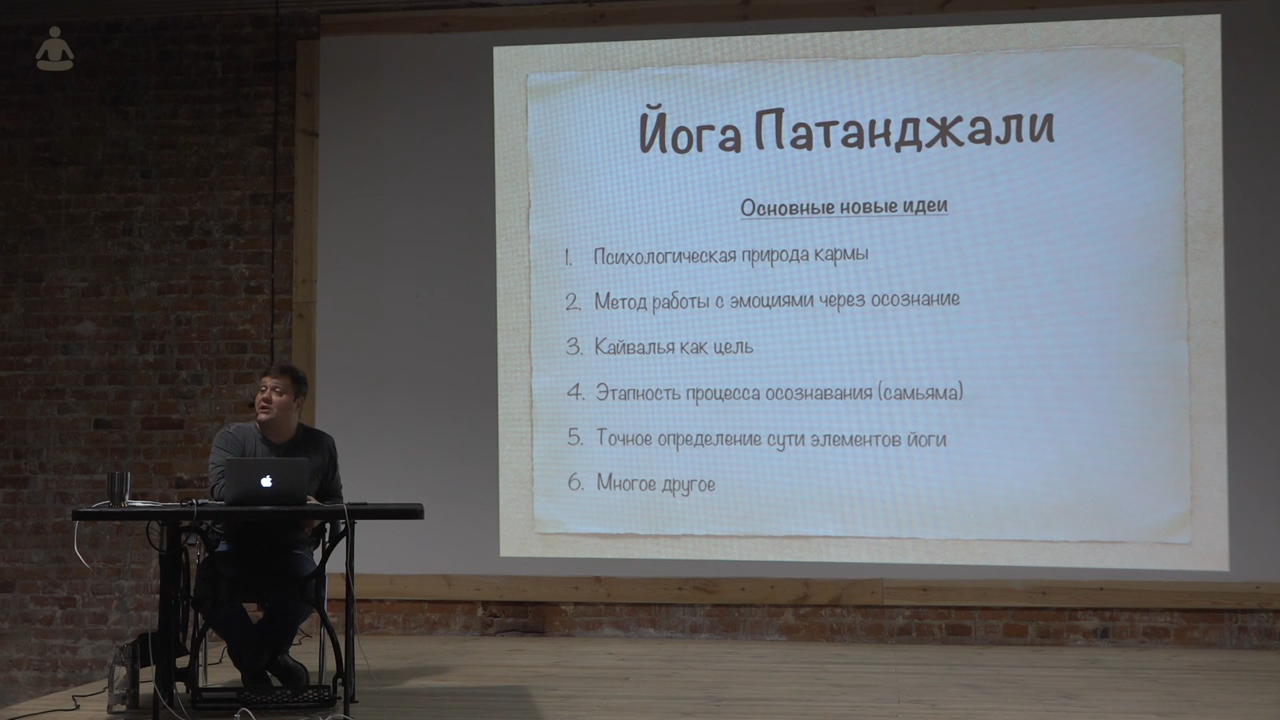 Йога Патанджали
Основные новые идеи
1. Психологическая природа кармы
2. Метод работы с эмоциями через осознание
3. Кайвалья как цель
4. Этапность процесса осознавания (самьяма)
5. Точное определение сути элементов йоги
6. Многое другое